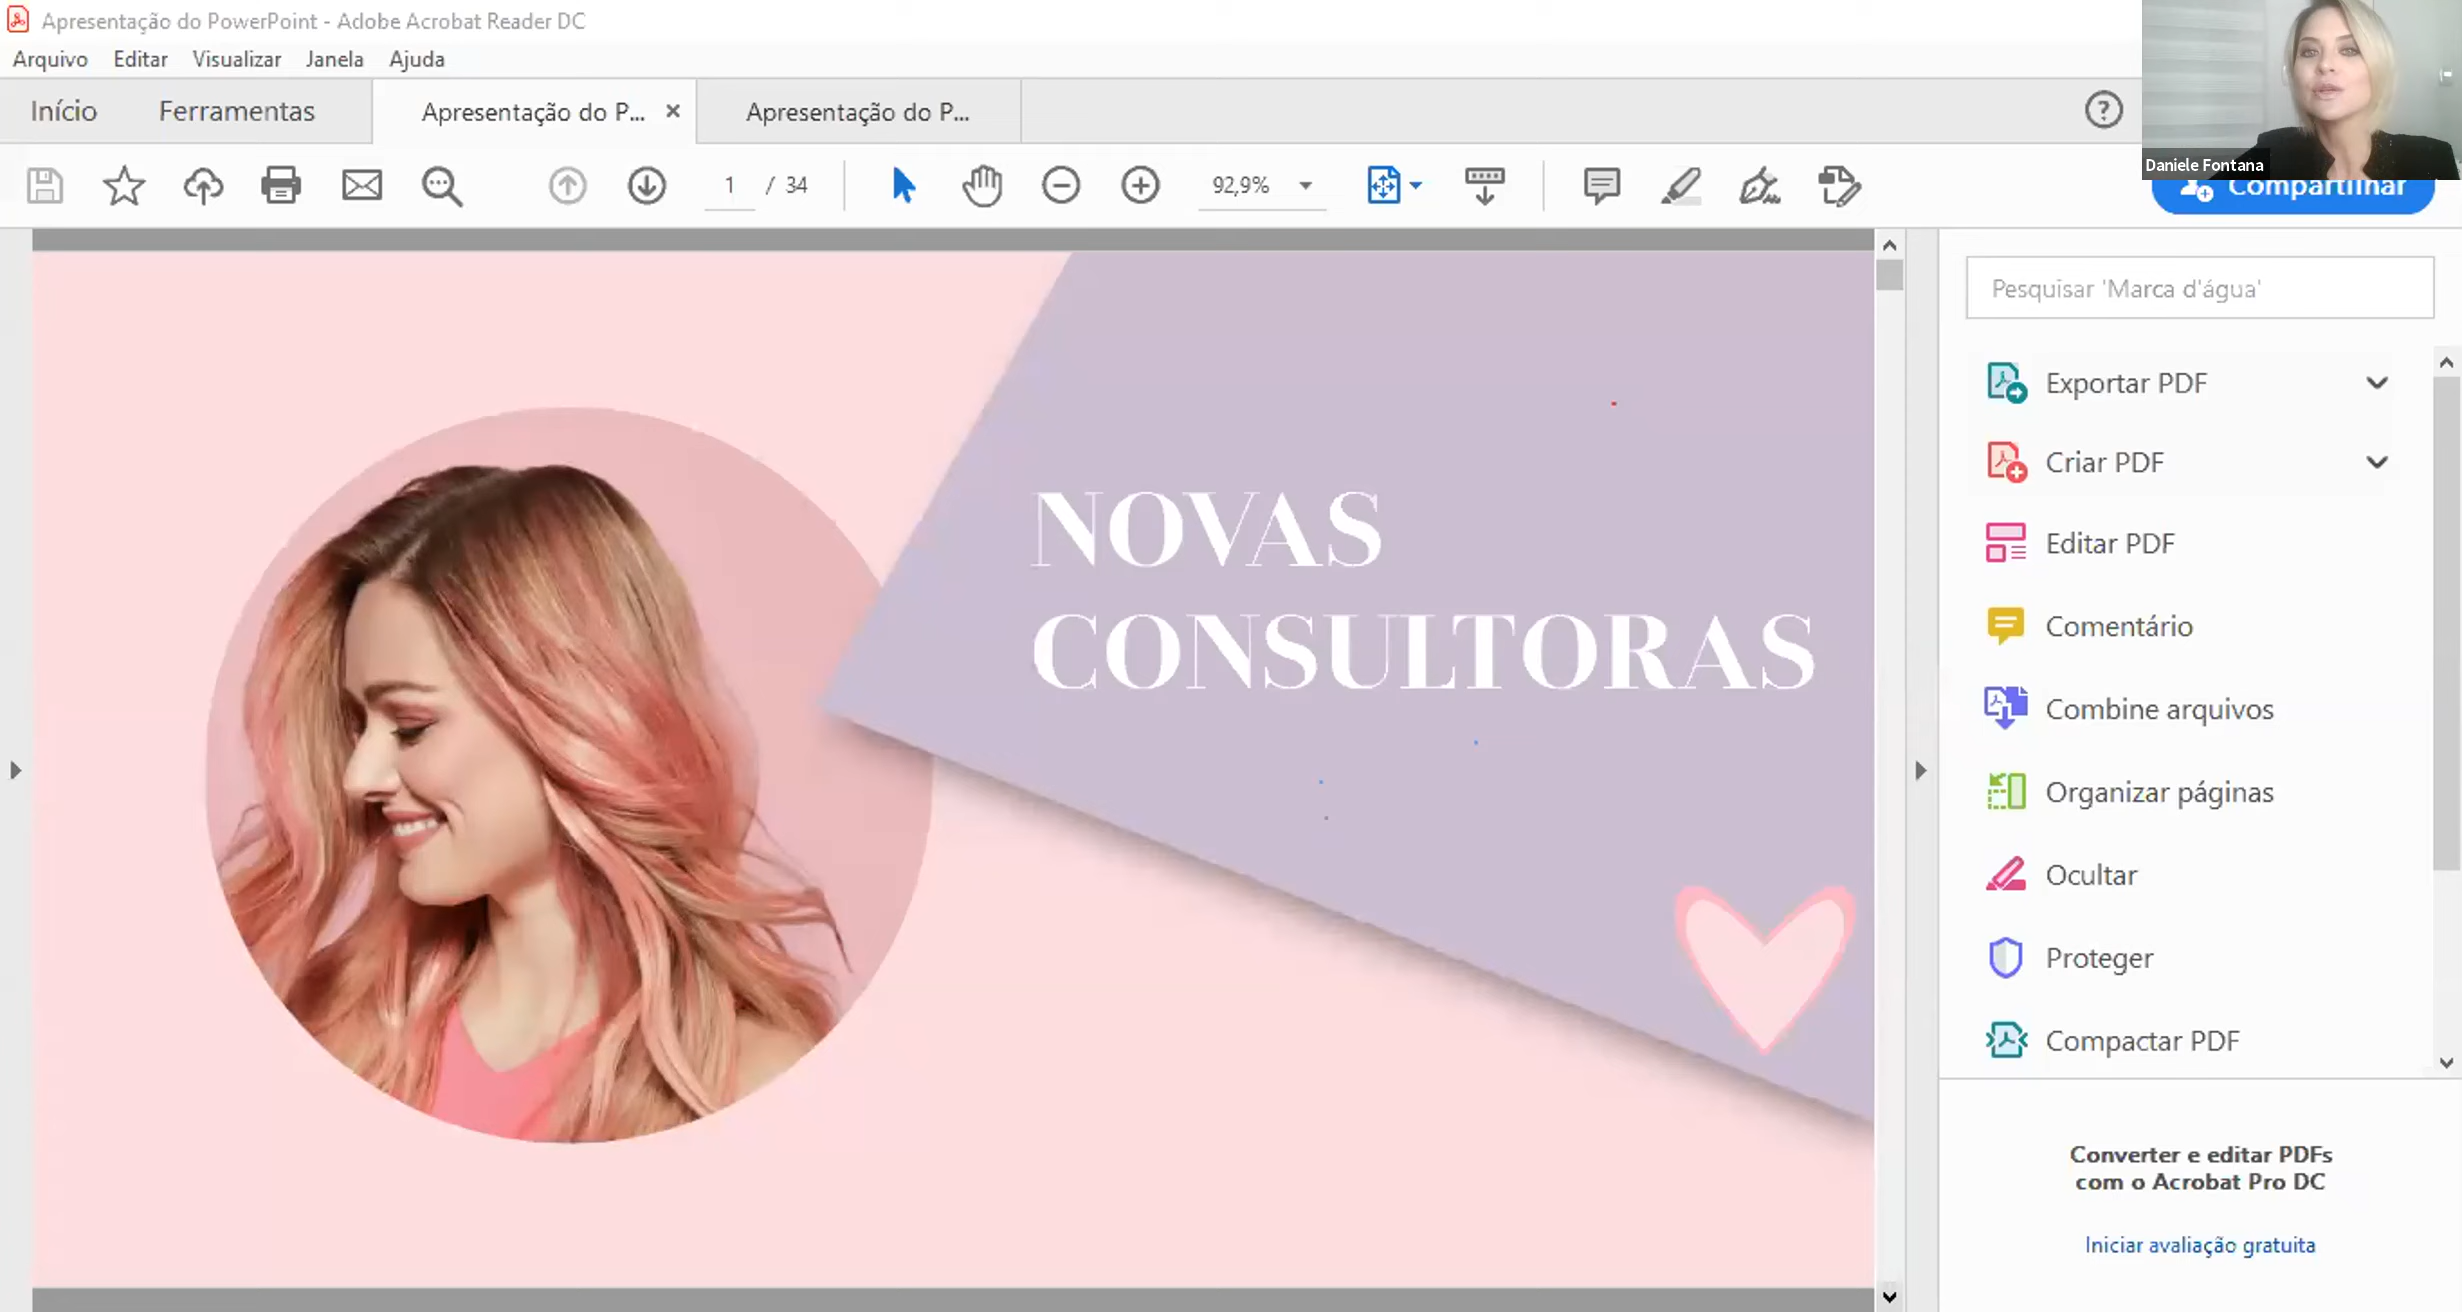 Apresentação do PowerPoint - Adobe Acrobat Reader DC
Arquivo Editar Visualizar Janela Ajuda
Início Ferramentas Apresentação do P... Apresentação do P...
1 / 34 92,9%
Daniele Fontana
Compartilhar
NOVAS
CONSULTORAS
Pesquisar 'Marca d'água'
Exportar PDF
Criar PDF
Editar PDF
Comentário
Combine arquivos
Organizar páginas
Ocultar
Proteger
Compactar PDF
Converter e editar PDFs
com o Acrobat Pro DC
Iniciar avaliação gratuita